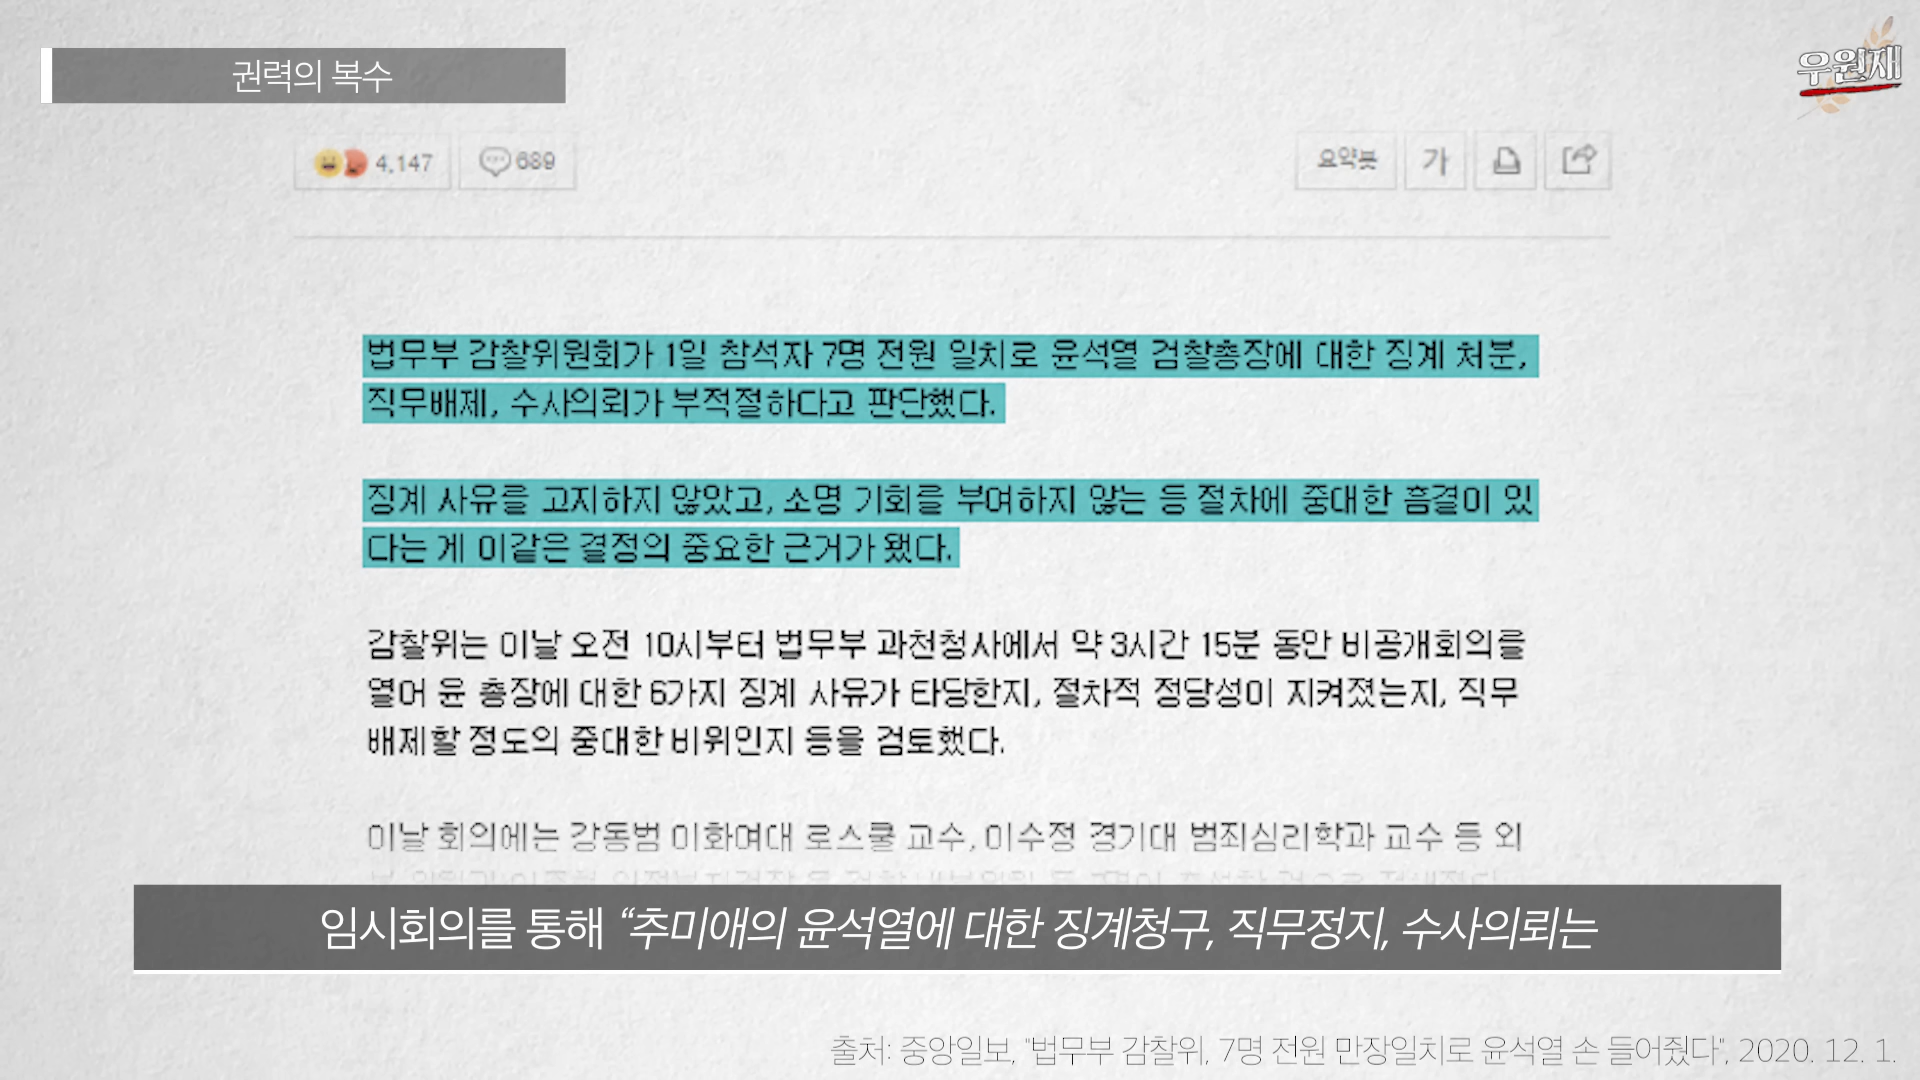 권력의 복수
우원재
4,147
689
요약봇
가
법무부 감찰위원회가 1일 참석자 7명 전원 일치로 윤석열 검찰총장에 대한 징계 처분,
직무배제, 수사의뢰가 부적절하다고 판단했다.
징계 사유를 고지하지 않았고, 소명 기회를 부여하지 않는 등 절차에 중대한 흠결이 있
다는 게 이같은 결정의 중요한 근거가 됐다.
감찰위는 이날 오전 10시부터 법무부 과천청사에서 약 3시간 15분 동안 비공개회의를
열어 윤 총장에 대한 6가지 징계 사유가 타당한지, 절차적 정당성이 지켜졌는지, 직무
배제할 정도의 중대한 비위인지 등을 검토했다.
이날 회의에는 강동범 이화여대 로스쿨 교수, 이수정 경기대 범죄심리학과 교수 등 외
임시회의를 통해 “추미애의 윤석열에 대한 징계청구, 직무정지, 수사의뢰는
출처: 중앙일보, "법무부 감찰위, 7명 전원 만장일치로 윤석열 손 들어줬다", 2020. 12. 1.